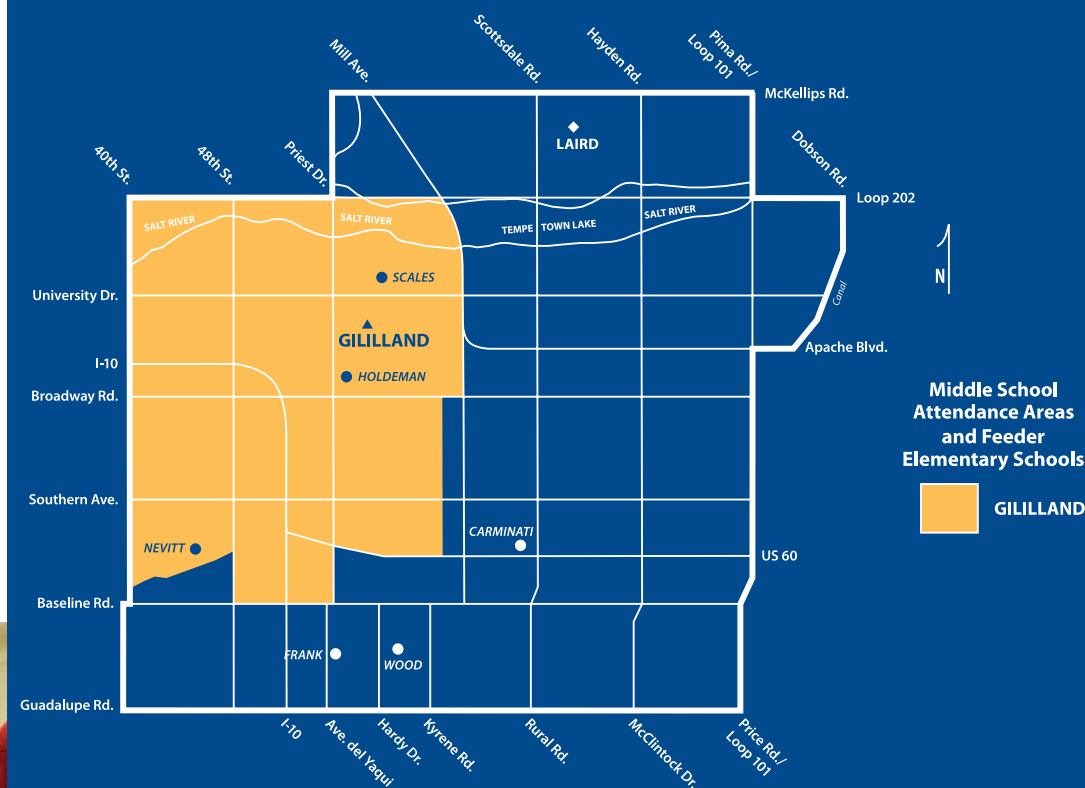 Mill Ave.
Scottsdale Rd.
Hayden Rd.
Pima Rd./
Loop 101
McKellips Rd.
40th St.
48th St.
Priest Dr.
LAIRD
Dobson Rd.
Loop 202
SALT RIVER
SALT RIVER
TEMPE TOWN LAKE
SALT RIVER
N
SCALES
University Dr.
Canal
GILILLAND
Apache Blvd.
I-10
HOLDEMAN
Broadway Rd.
Middle School
Attendance Areas
and Feeder
Elementary Schools
GILILLAND
Southern Ave.
CARMINATI
NEVITT
US 60
Baseline Rd.
FRANK
WOOD
Guadalupe Rd.
I-10
Ave. del Yaqui
Hardy Dr.
Kyrene Rd.
Rural Rd.
McClintock Dr.
Price Rd./
Loop 101